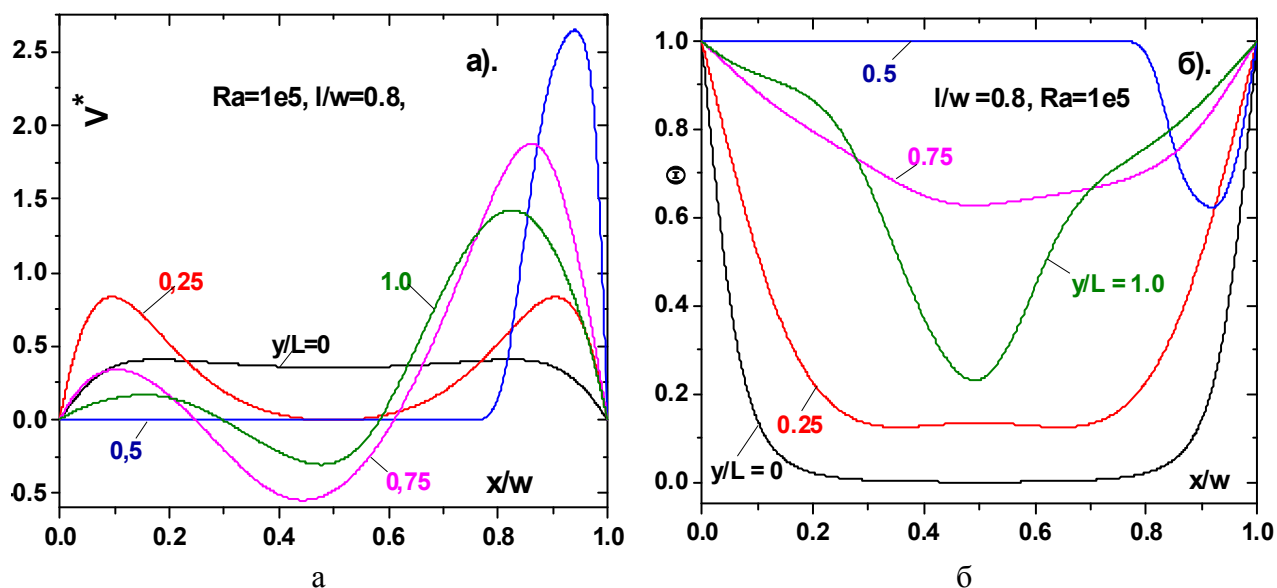 2.5
2.0
1.5
1.0
0.5
0.0
-0.5
V*
а).
Ra=1e5, l/w=0.8,
0,25
1.0
y/L=0
0,5
0,75
x/w
0.0 0.2 0.4 0.6 0.8 1.0
а
1.0
0.8
0.6
0.4
0.2
0.0
Θ
0.5
б).
l/w =0.8, Ra=1e5
0.75
y/L = 1.0
0.25
y/L = 0
x/w
0.0 0.2 0.4 0.6 0.8 1.0
б